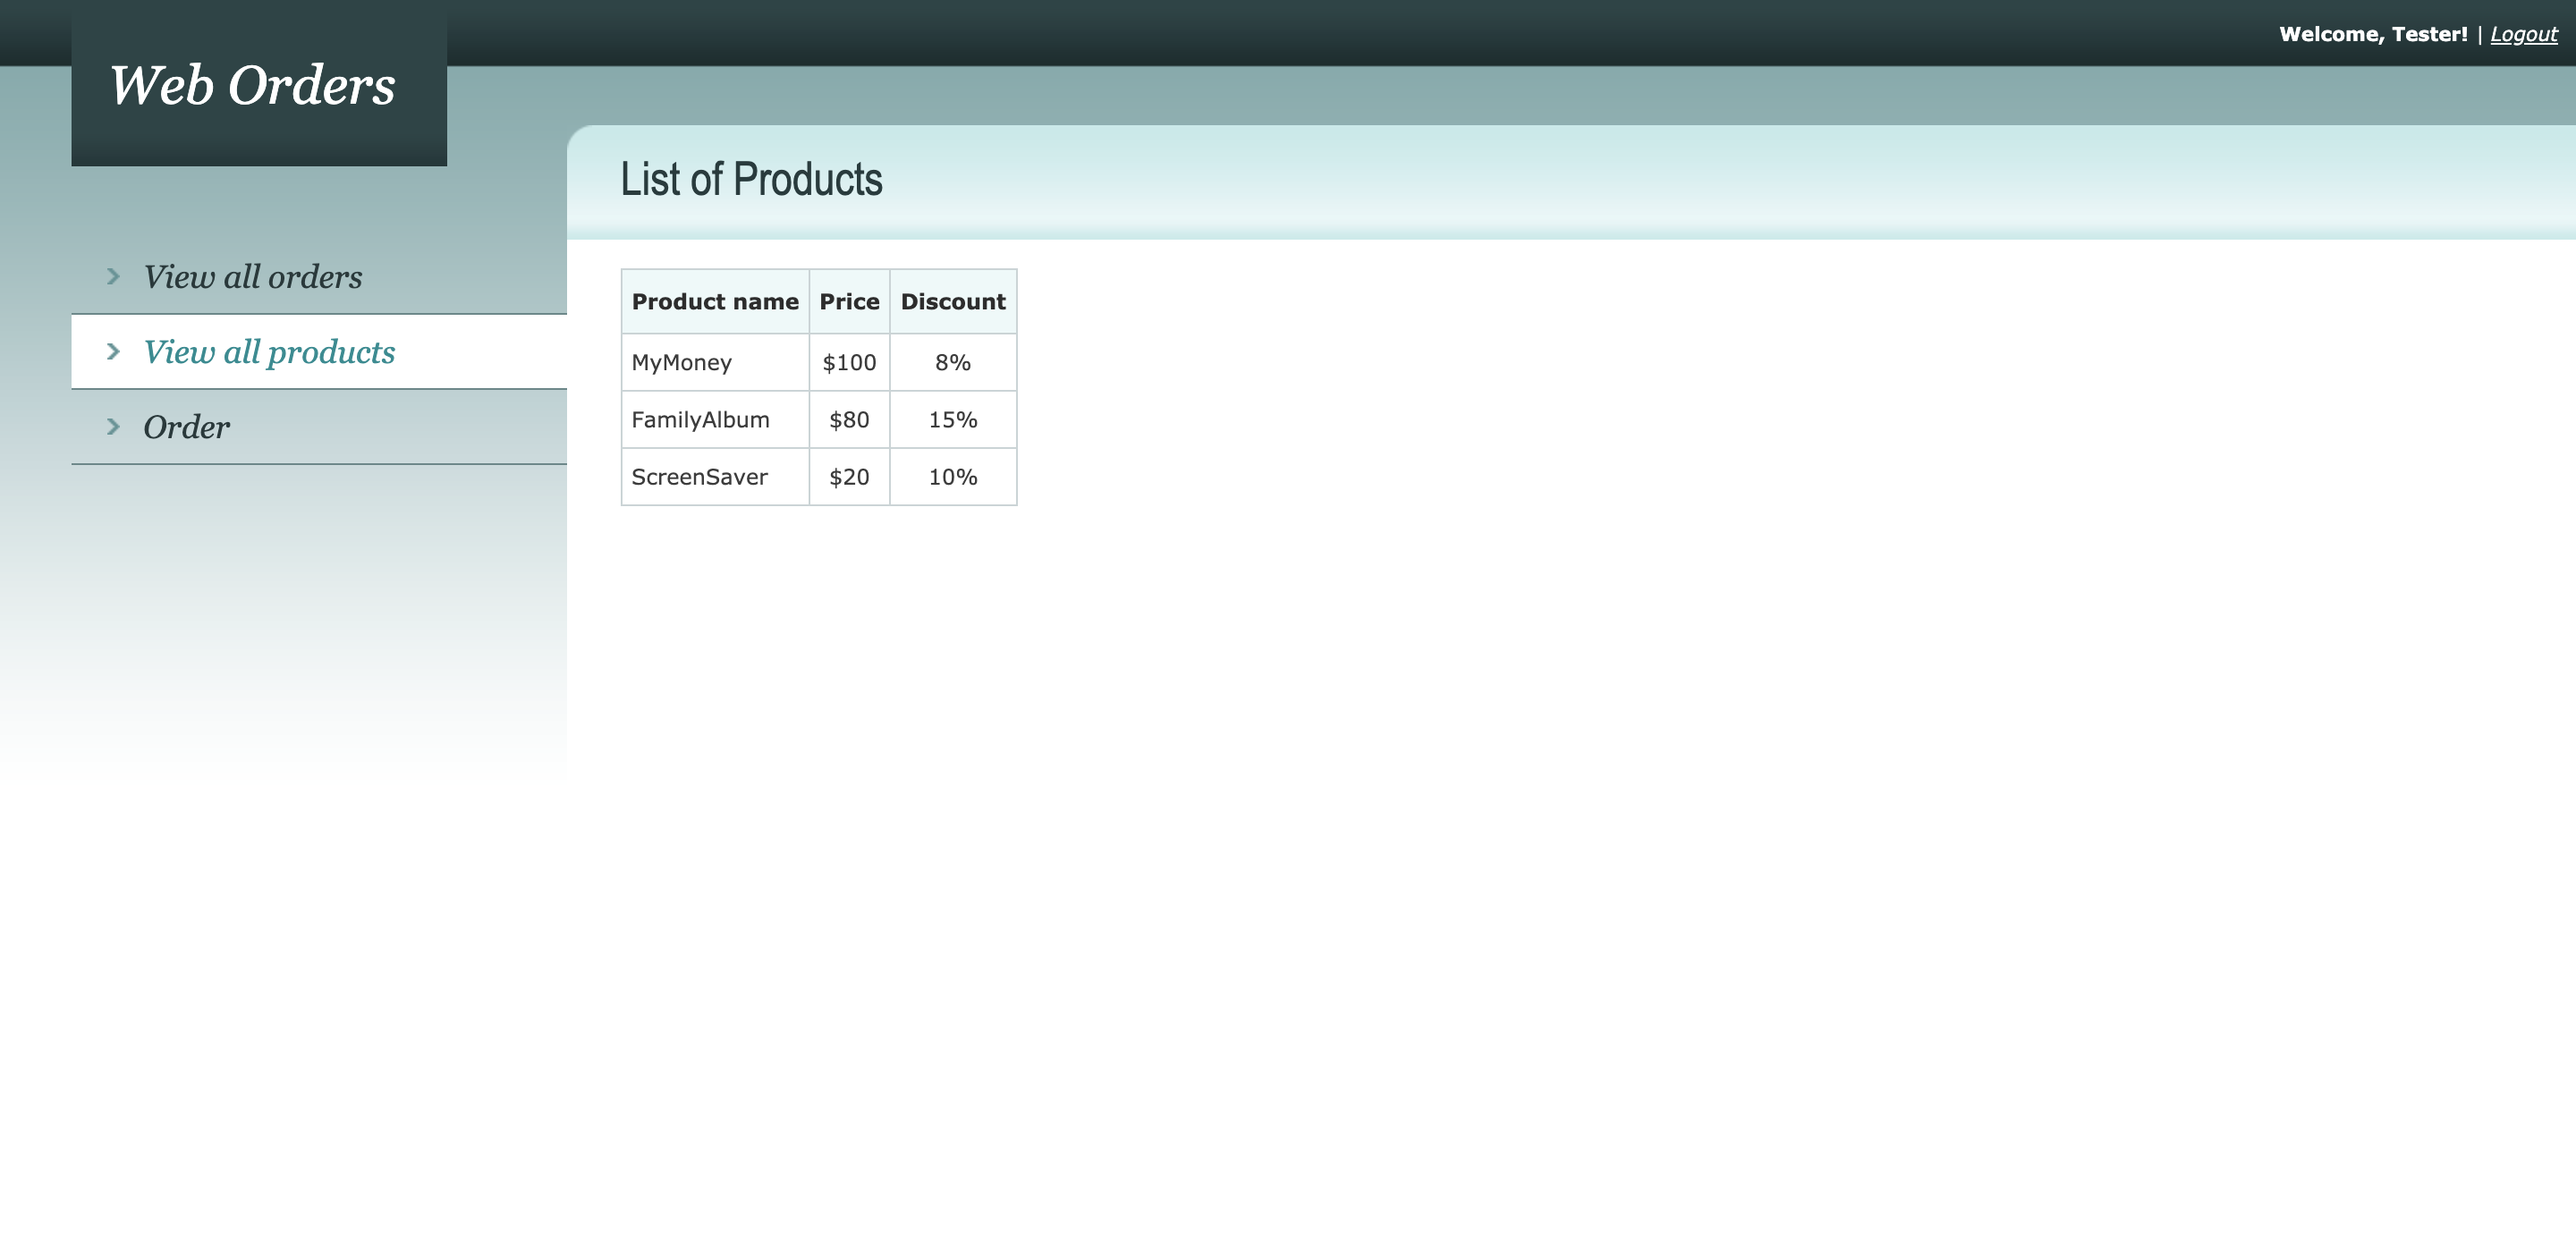 Welcome, Tester! | Logout
Web Orders
List of Products
View all orders
View all products
Order
Product name Price Discount
MyMoney $100 8%
FamilyAlbum $80 15%
ScreenSaver $20 10%